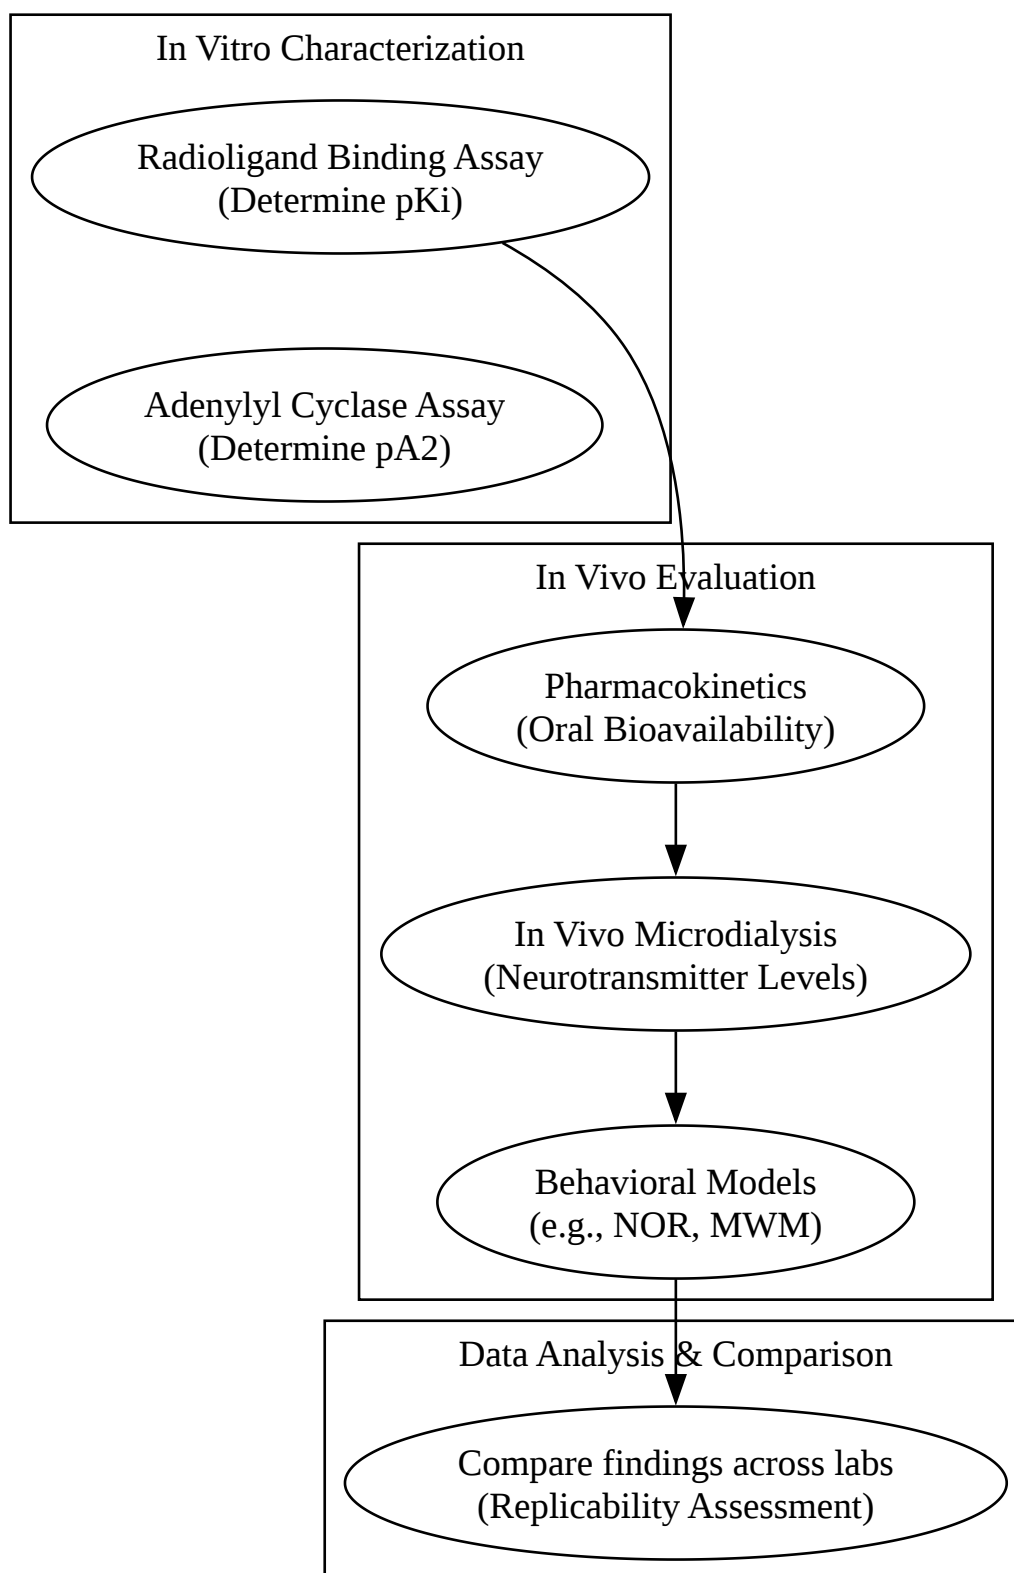 In Vitro Characterization
Radioligand Binding Assay
(Determine pKi)
Adenylyl Cyclase Assay
(Determine pA2)
In Vivo Evaluation
Pharmacokinetics
(Oral Bioavailability)
In Vivo Microdialysis
(Neurotransmitter Levels)
Behavioral Models
(e.g., NOR, MWM)
Data Analysis & Comparison
Compare findings across labs
(Replicability Assessment)